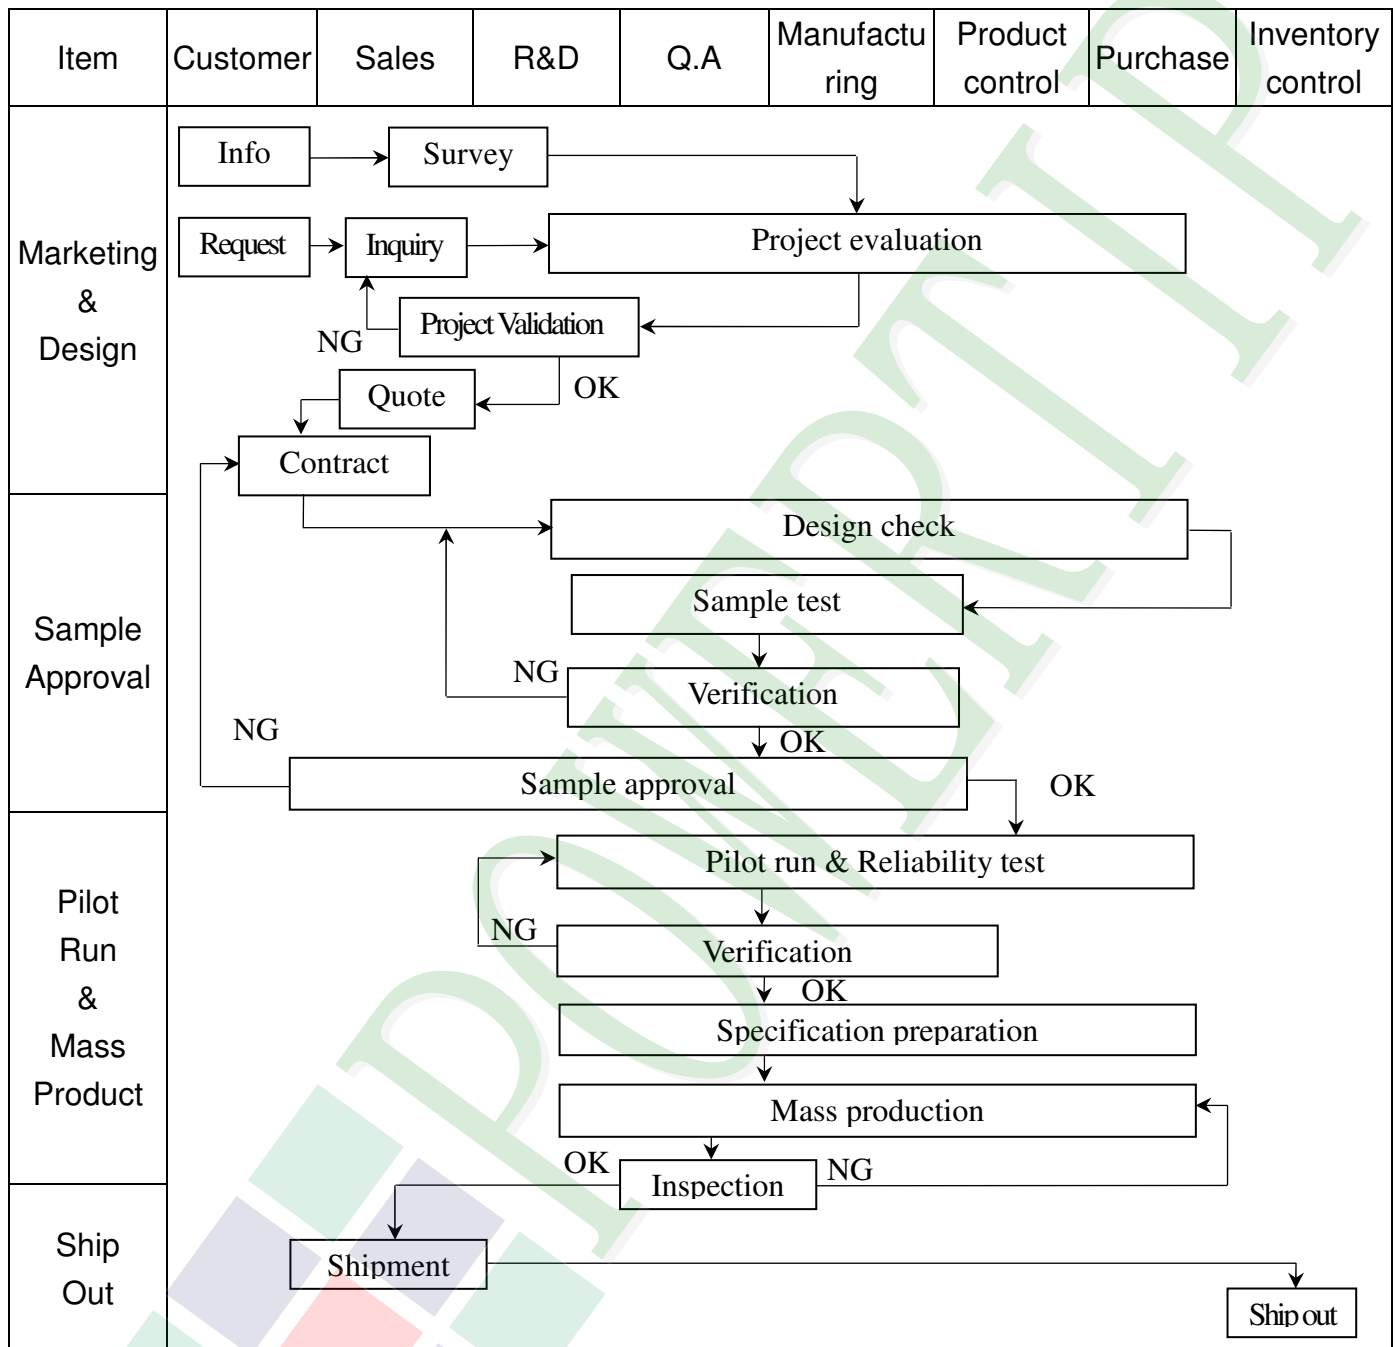 Item
Customer
Sales
R&D
Q.A
Manufactu
ring
Product
control
Purchase
Inventory
control
Marketing
&
Design
Info
Survey
Request
Inquiry
Project evaluation
Project Validation
NG
OK
Quote
Contract
Sample
Approval
Design check
Sample test
NG
Verification
OK
NG
Sample approval
OK
Pilot
Run
&
Mass
Product
Pilot run & Reliability test
NG
Verification
OK
Specification preparation
Mass production
OK
Inspection
NG
Ship
Out
Shipment
Ship out
POWERTIP